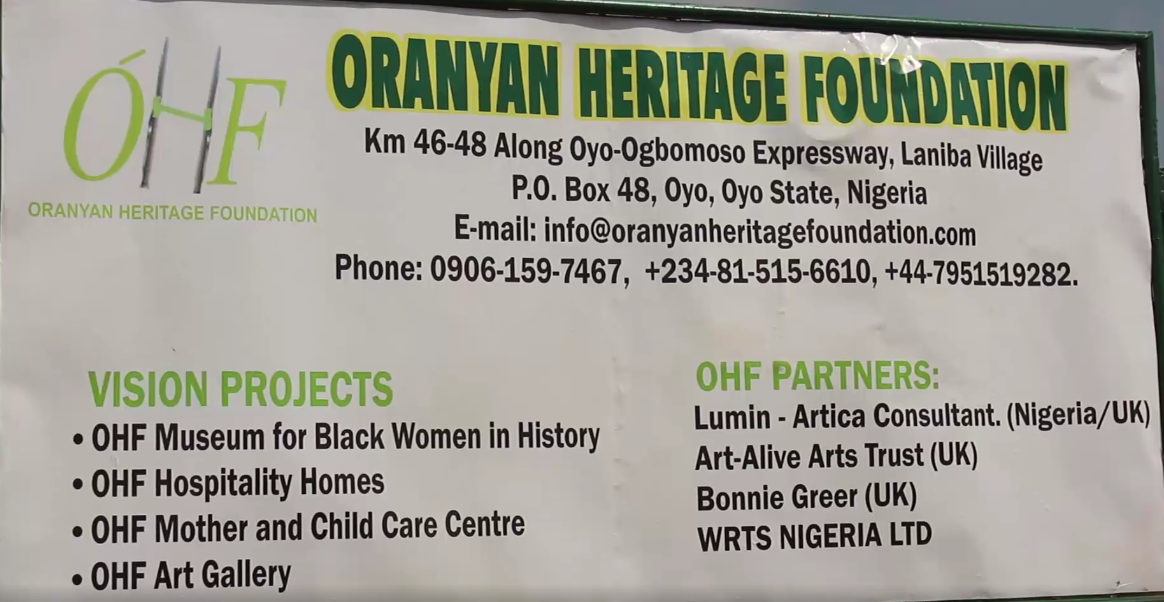 ÓHF
ORANYAN HERITAGE FOUNDATION
ORANYAN HERITAGE FOUNDATION
Km 46-48 Along Oyo-Ogbomoso Expressway, Laniba Village
P.O. Box 48, Oyo, Oyo State, Nigeria
E-mail: info@oranyanheritagefoundation.com
Phone: 0906-159-7467, +234-81-515-6610, +44-7951519282.
VISION PROJECTS
• OHF Museum for Black Women in History
• OHF Hospitality Homes
• OHF Mother and Child Care Centre
• OHF Art Gallery
OHF PARTNERS:
Lumin - Artica Consultant. (Nigeria/UK)
Art-Alive Arts Trust (UK)
Bonnie Greer (UK)
WRTS NIGERIA LTD